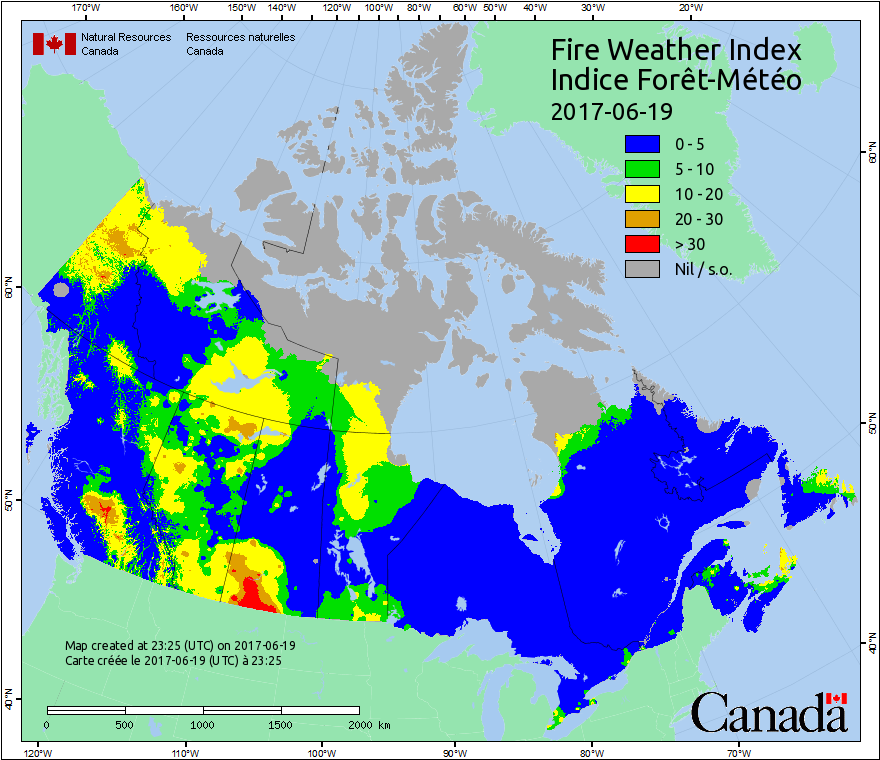 170°W 160°W 150°W 140°W 130°W 120°W 110°W 100°W 90°W 80°W 70°W 60°W 50°W 40°W 30°W 20°W
Natural Resources Ressources naturelles
Canada Canada
Fire Weather Index
Indice Forêt-Météo
2017-06-19
0 - 5
5 - 10
10 - 20
20 - 30
> 30
Nil / s.o.
60°N
60°N
50°N
50°N
40°N
40°N
Map created at 23:25 (UTC) on 2017-06-19
Carte créée le 2017-06-19 (UTC) à 23:25
0 500 1000 1500 2000 km
Canada
120°W 110°W 100°W 90°W 80°W 70°W